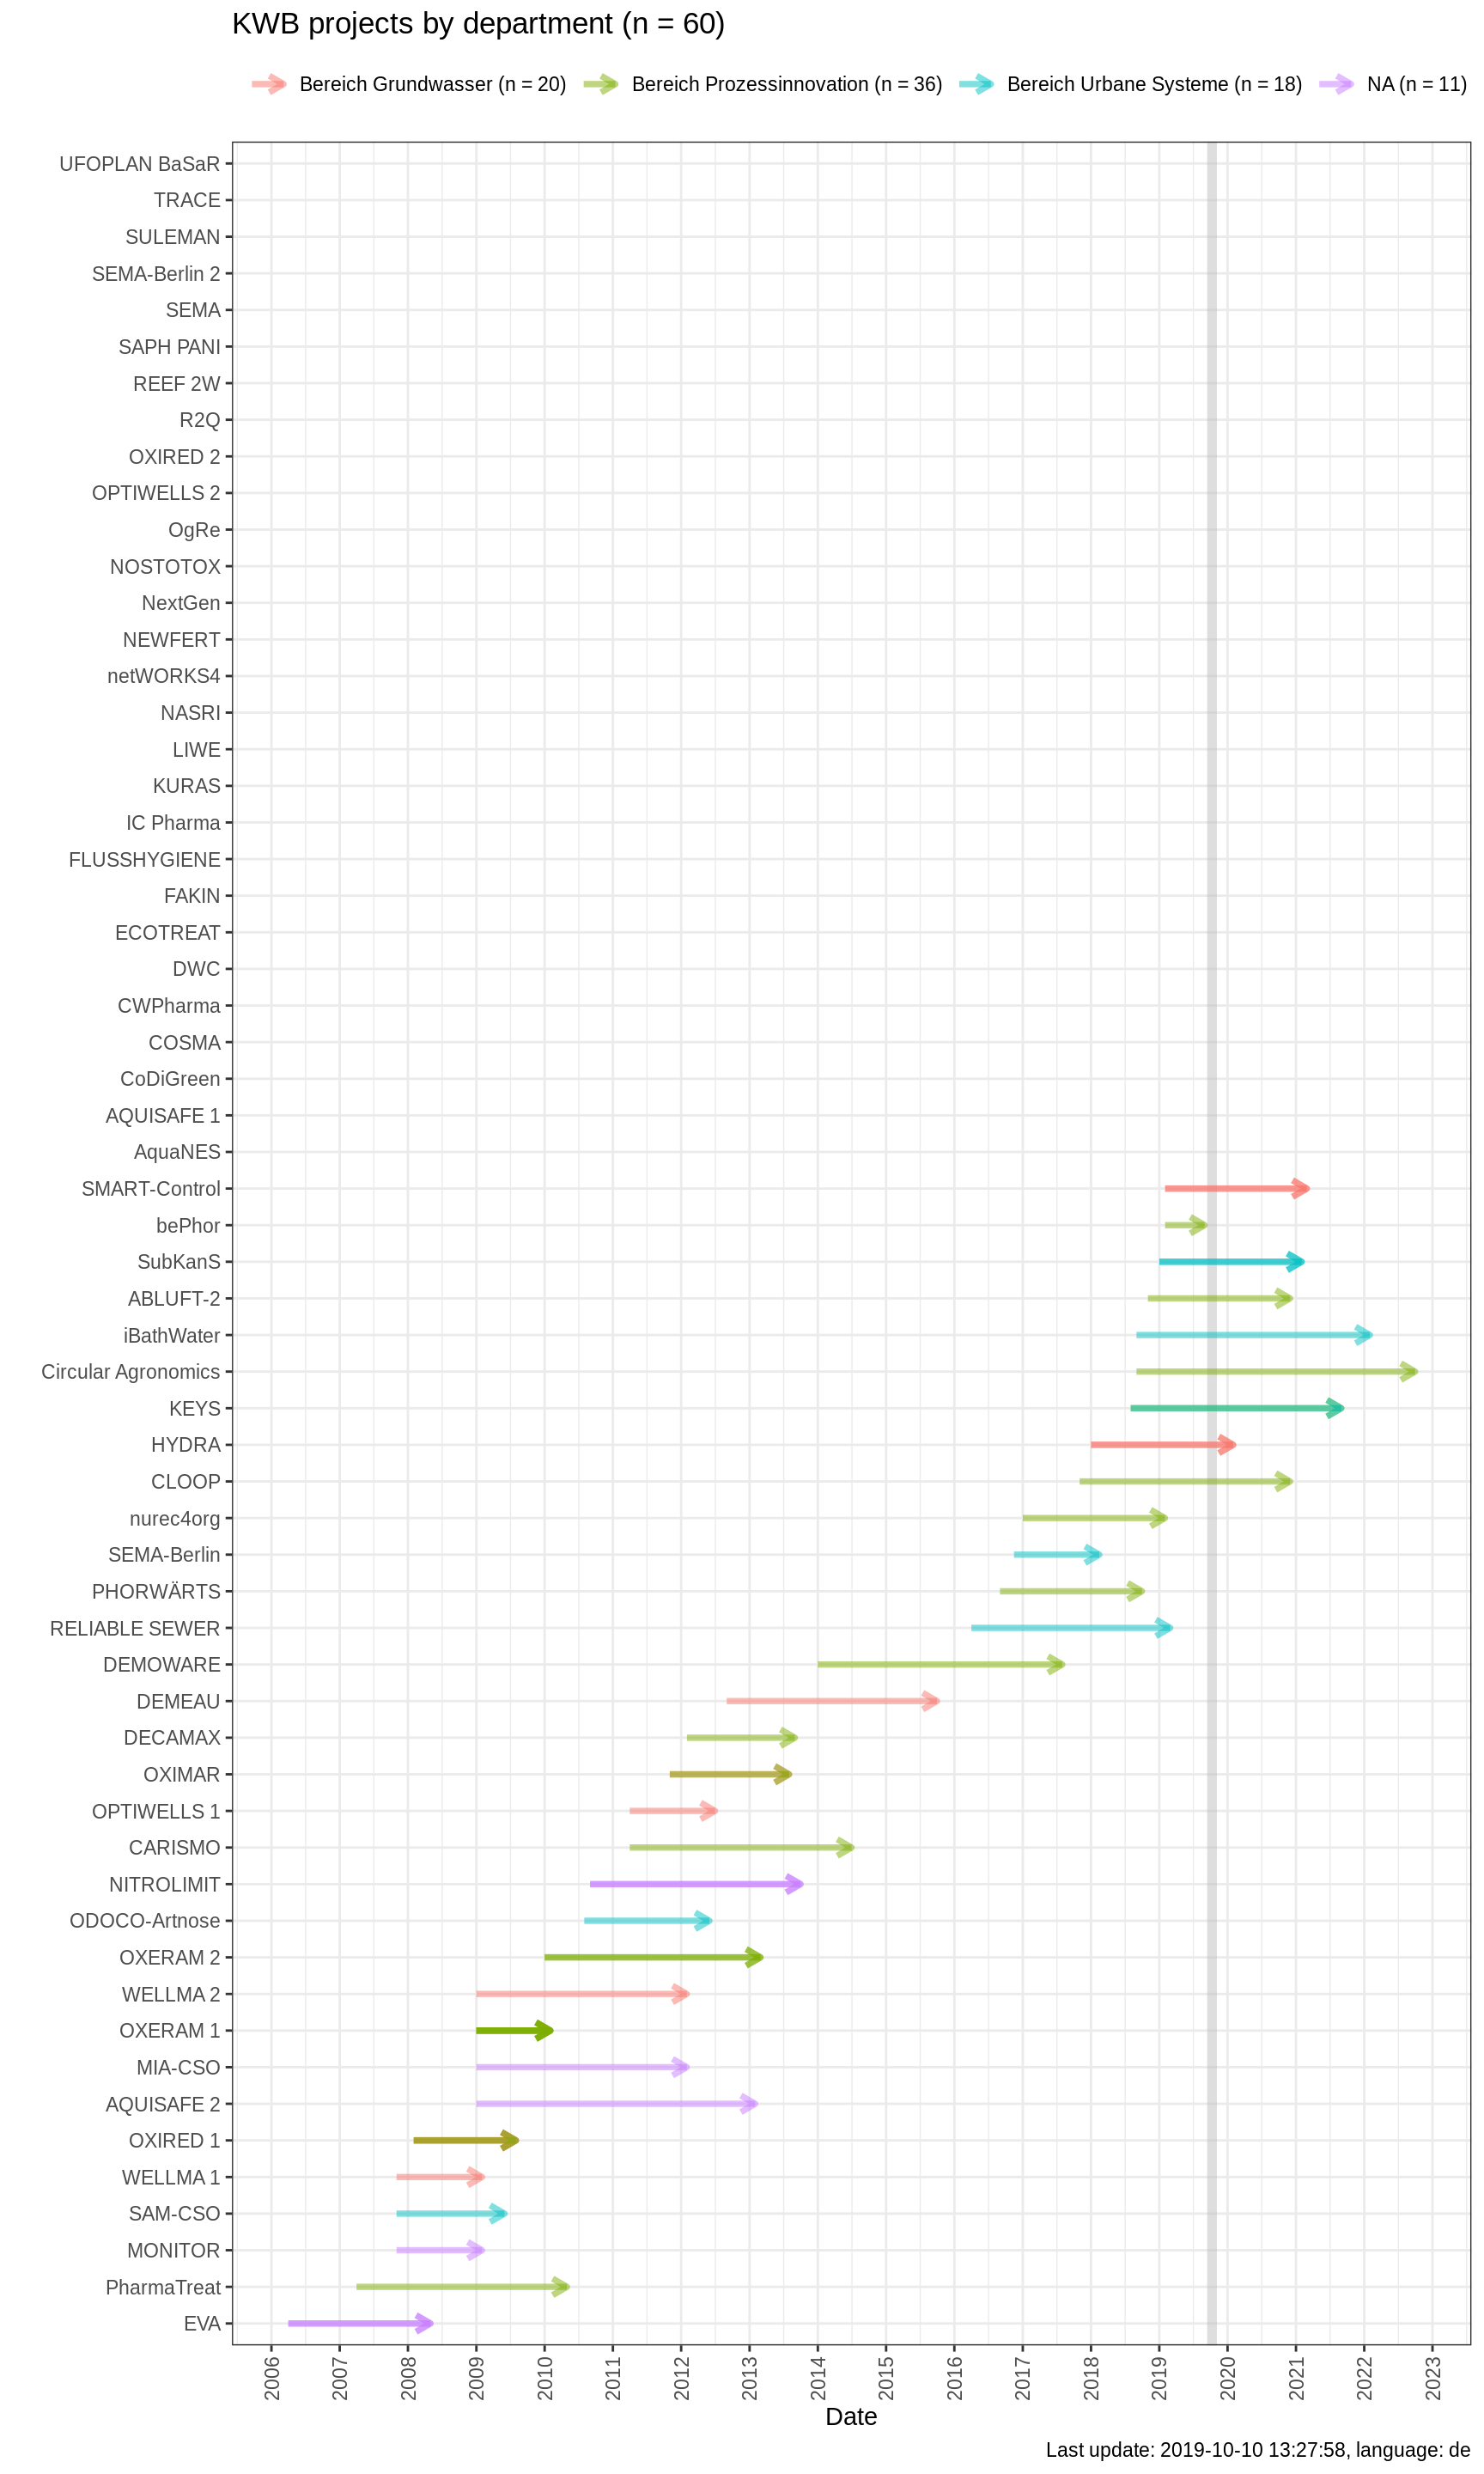 KWB projects by department (n = 60)
Bereich Grundwasser (n = 20) Bereich Prozessinnovation (n = 36) Bereich Urbane Systeme (n = 18) NA (n = 11)
UFOPLAN BaSaR
TRACE
SULEMAN
SEMA-Berlin 2
SEMA
SAPH PANI
REEF 2W
R2Q
OXIRED 2
OPTIWELLS 2
OgRe
NOSTOTOX
NextGen
NEWFERT
netWORKS4
NASRI
LIWE
KURAS
IC Pharma
FLUSSHYGIENE
FAKIN
ECOTREAT
DWC
CWPharma
COSMA
CoDiGreen
AQUISAFE 1
AquaNES
SMART-Control
bePhor
SubKanS
ABLUFT-2
iBathWater
Circular Agronomics
KEYS
HYDRA
CLOOP
nurec4org
SEMA-Berlin
PHORWÄRTS
RELIABLE SEWER
DEMOWARE
DEMEAU
DECAMAX
OXIMAR
OPTIWELLS 1
CARISMO
NITROLIMIT
ODOCO-Artnose
OXERAM 2
WELLMA 2
OXERAM 1
MIA-CSO
AQUISAFE 2
OXIRED 1
WELLMA 1
SAM-CSO
MONITOR
PharmaTreat
EVA
2006 2007 2008 2009 2010 2011 2012 2013 2014 2015 2016 2017 2018 2019 2020 2021 2022 2023
Date
Last update: 2019-10-10 13:27:58, language: de